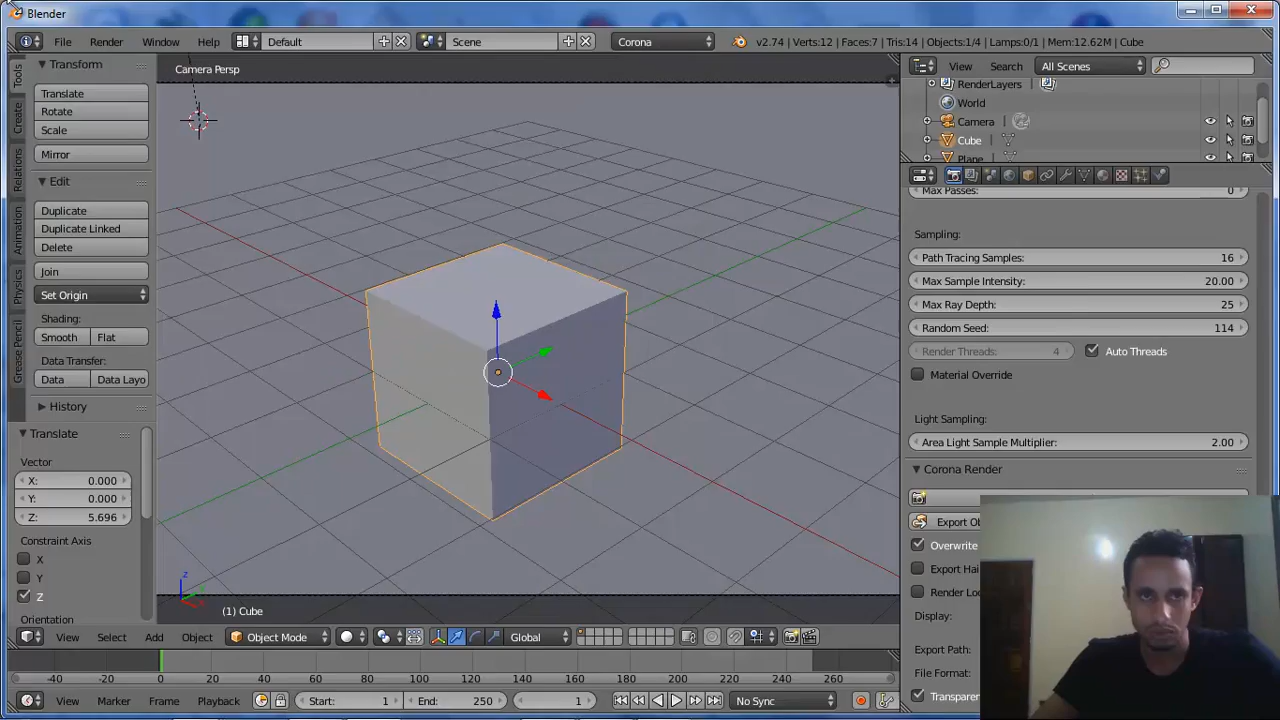 Blender
File Render Window Help Default Scene Corona v2.74 | Verts:12 | Faces:7 | Tris:14 | Objects:1/4 | Lamps:0/1 | Mem:12.62M | Cube
Tools
Create
Relations
Animation
Physics
Grease Pencil
Transform
Translate
Rotate
Scale
Mirror
Edit
Duplicate
Duplicate Linked
Delete
Join
Set Origin
Shading:
Smooth Flat
Data Transfer:
Data Data Layo
History
Translate
Vector
X: 0.000
Y: 0.000
Z: 5.696
Constraint Axis
X
Y
Z
Orientation
Camera Persp
z
(1) Cube
View Select Add Object Object Mode Global
-40 -20 0 20 40 60 80 100 120 140 160 180 200 220 240 260
View Marker Frame Playback Start: 1 End: 250 1 No Sync
View Search All Scenes
RenderLayers
World
Camera
Cube
Plane
Max Passes: 0
Sampling:
Path Tracing Samples: 16
Max Sample Intensity: 20.00
Max Ray Depth: 25
Random Seed: 114
Render Threads: 4 Auto Threads
Material Override
Light Sampling:
Area Light Sample Multiplier: 2.00
Corona Render
Export Ob
Overwrite
Export Hai
Render Lo
Display:
Export Path:
File Format:
Transparen